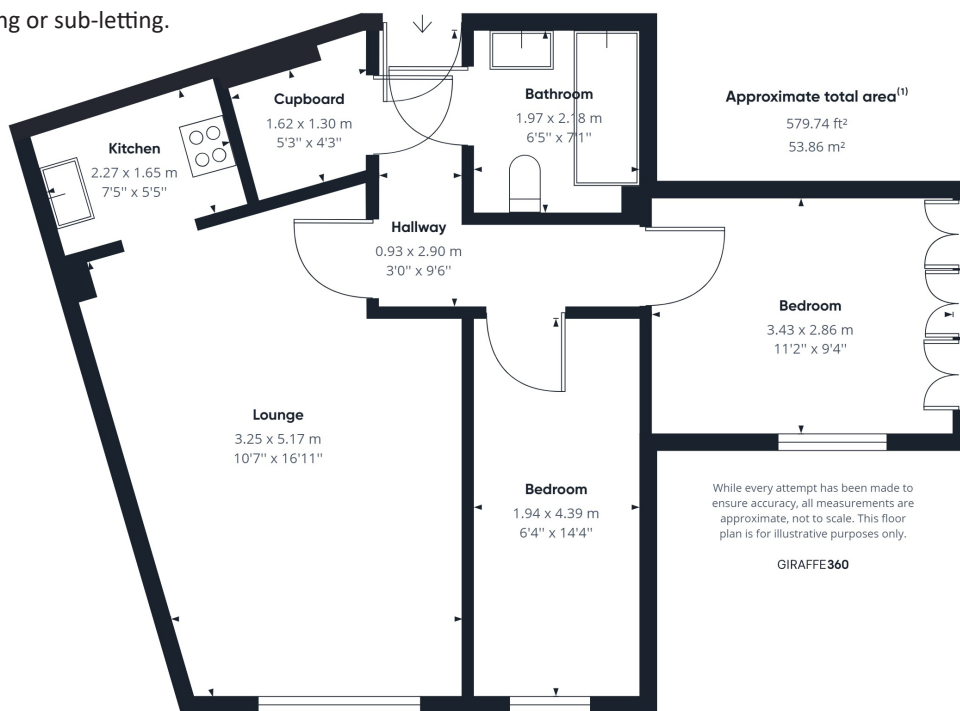 ng or sub-letting.
Cupboard
1.62 x 1.30 m
5'3'' x 4'3''
Bathroom
1.97 x 2.18 m
6'5'' x 7'1''
Approximate total area(1)
579.74 ft²
53.86 m²
Kitchen
2.27 x 1.65 m
7'5'' x 5'5''
Hallway
0.93 x 2.90 m
3'0'' x 9'6''
Bedroom
3.43 x 2.86 m
11'2'' x 9'4''
Lounge
3.25 x 5.17 m
10'7'' x 16'11''
Bedroom
1.94 x 4.39 m
6'4'' x 14'4''
While every attempt has been made to
ensure accuracy, all measurements are
approximate, not to scale. This floor
plan is for illustrative purposes only.
GIRAFFE360